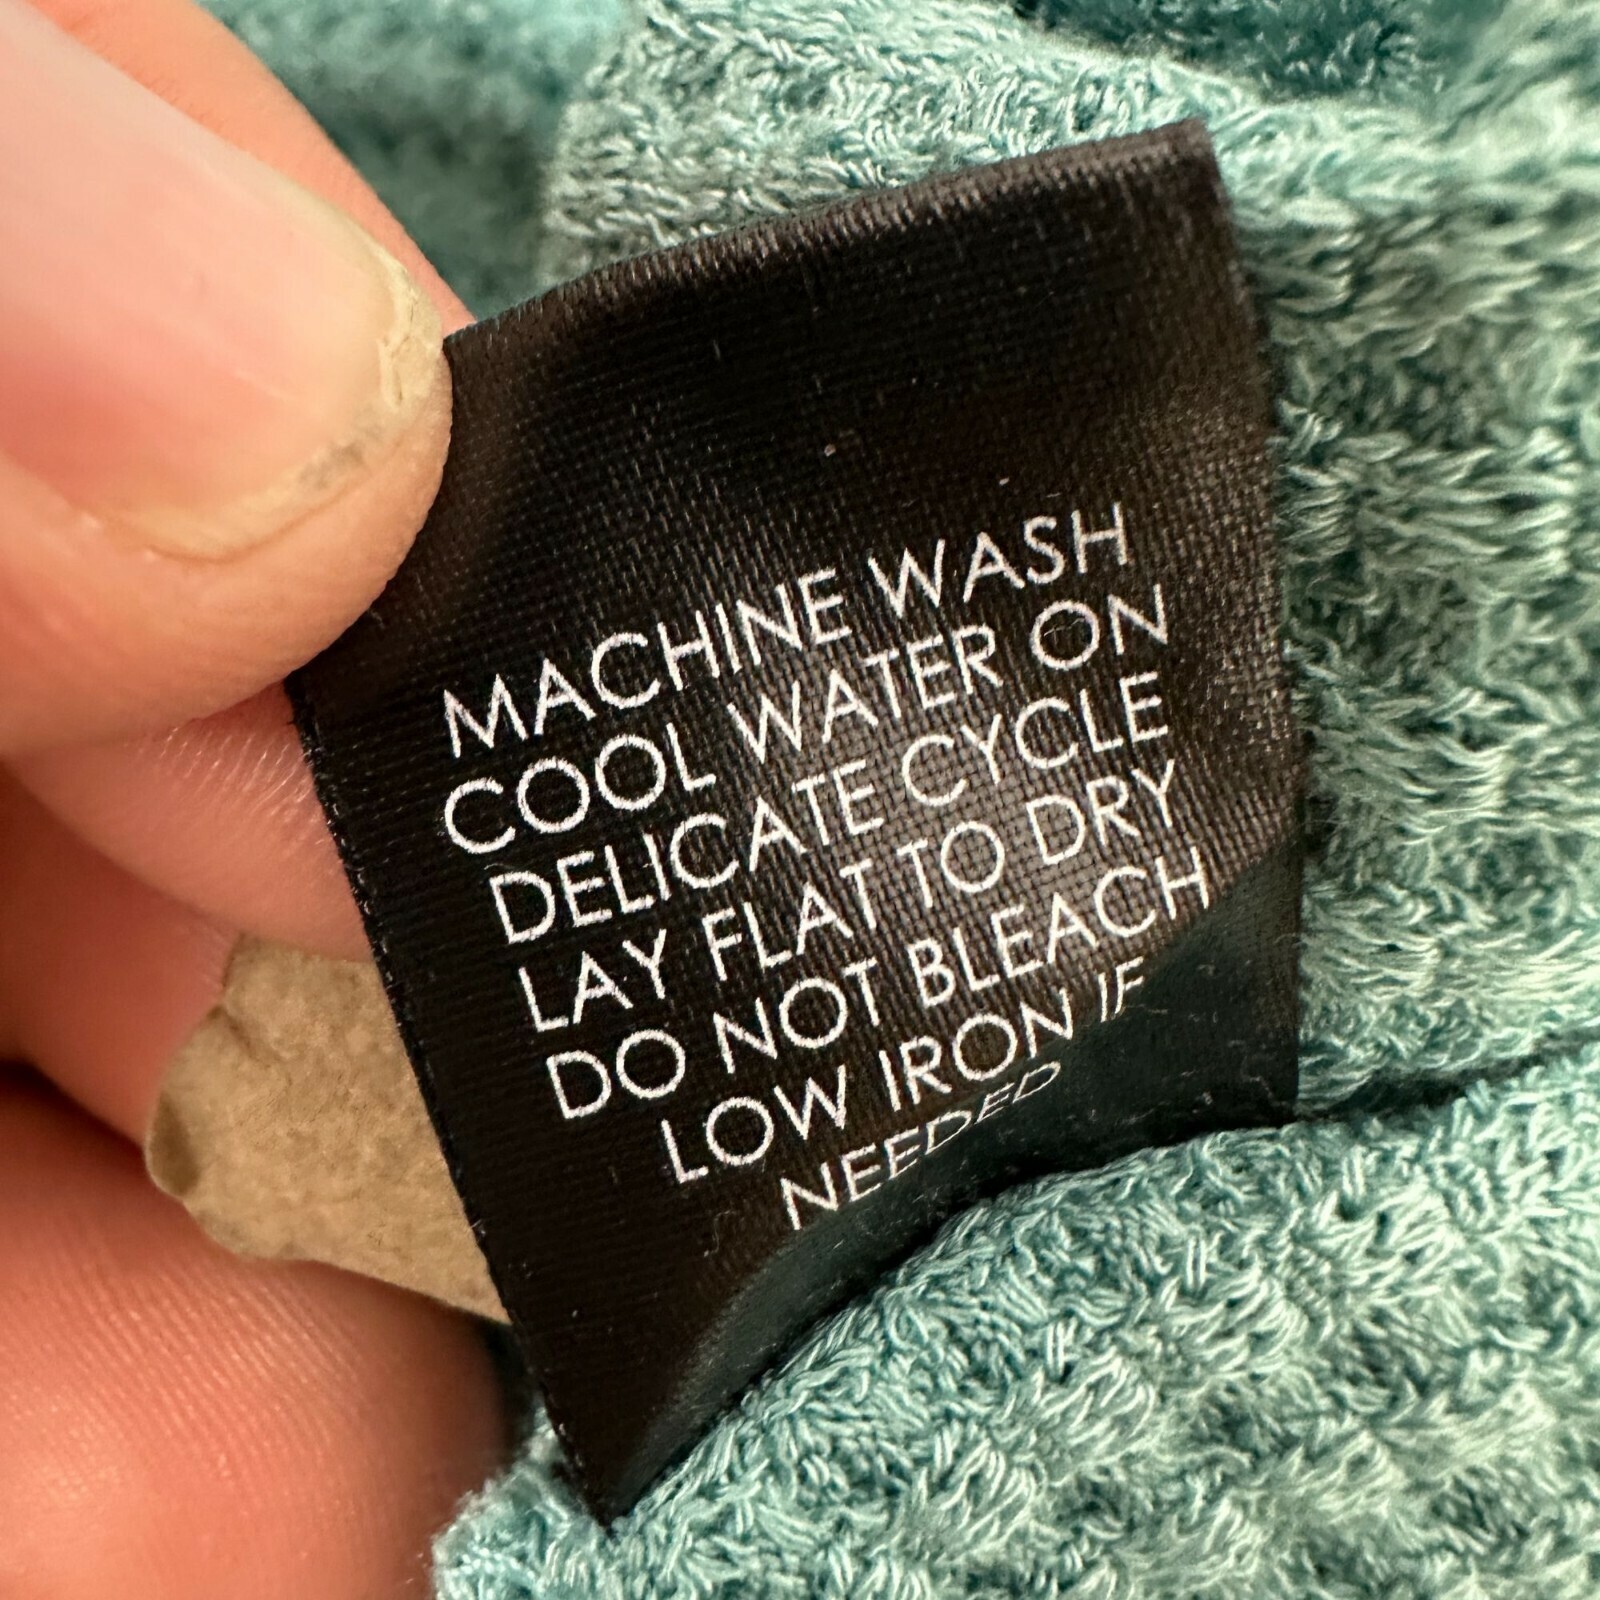 MACHINE WASH
COOL WATER ON
DELICATE CYCLE
LAY FLAT TO DRY
DO NOT BLEACH
LOW IRON IF
NEEDED